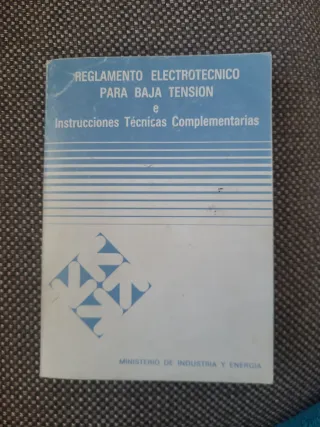 REGLAMENTO ELECTROTECNICO
PARA BAJA TENSION
e
Instrucciones Técnicas Complementarias
MINISTERIO DE INDUSTRIA Y ENERGIA